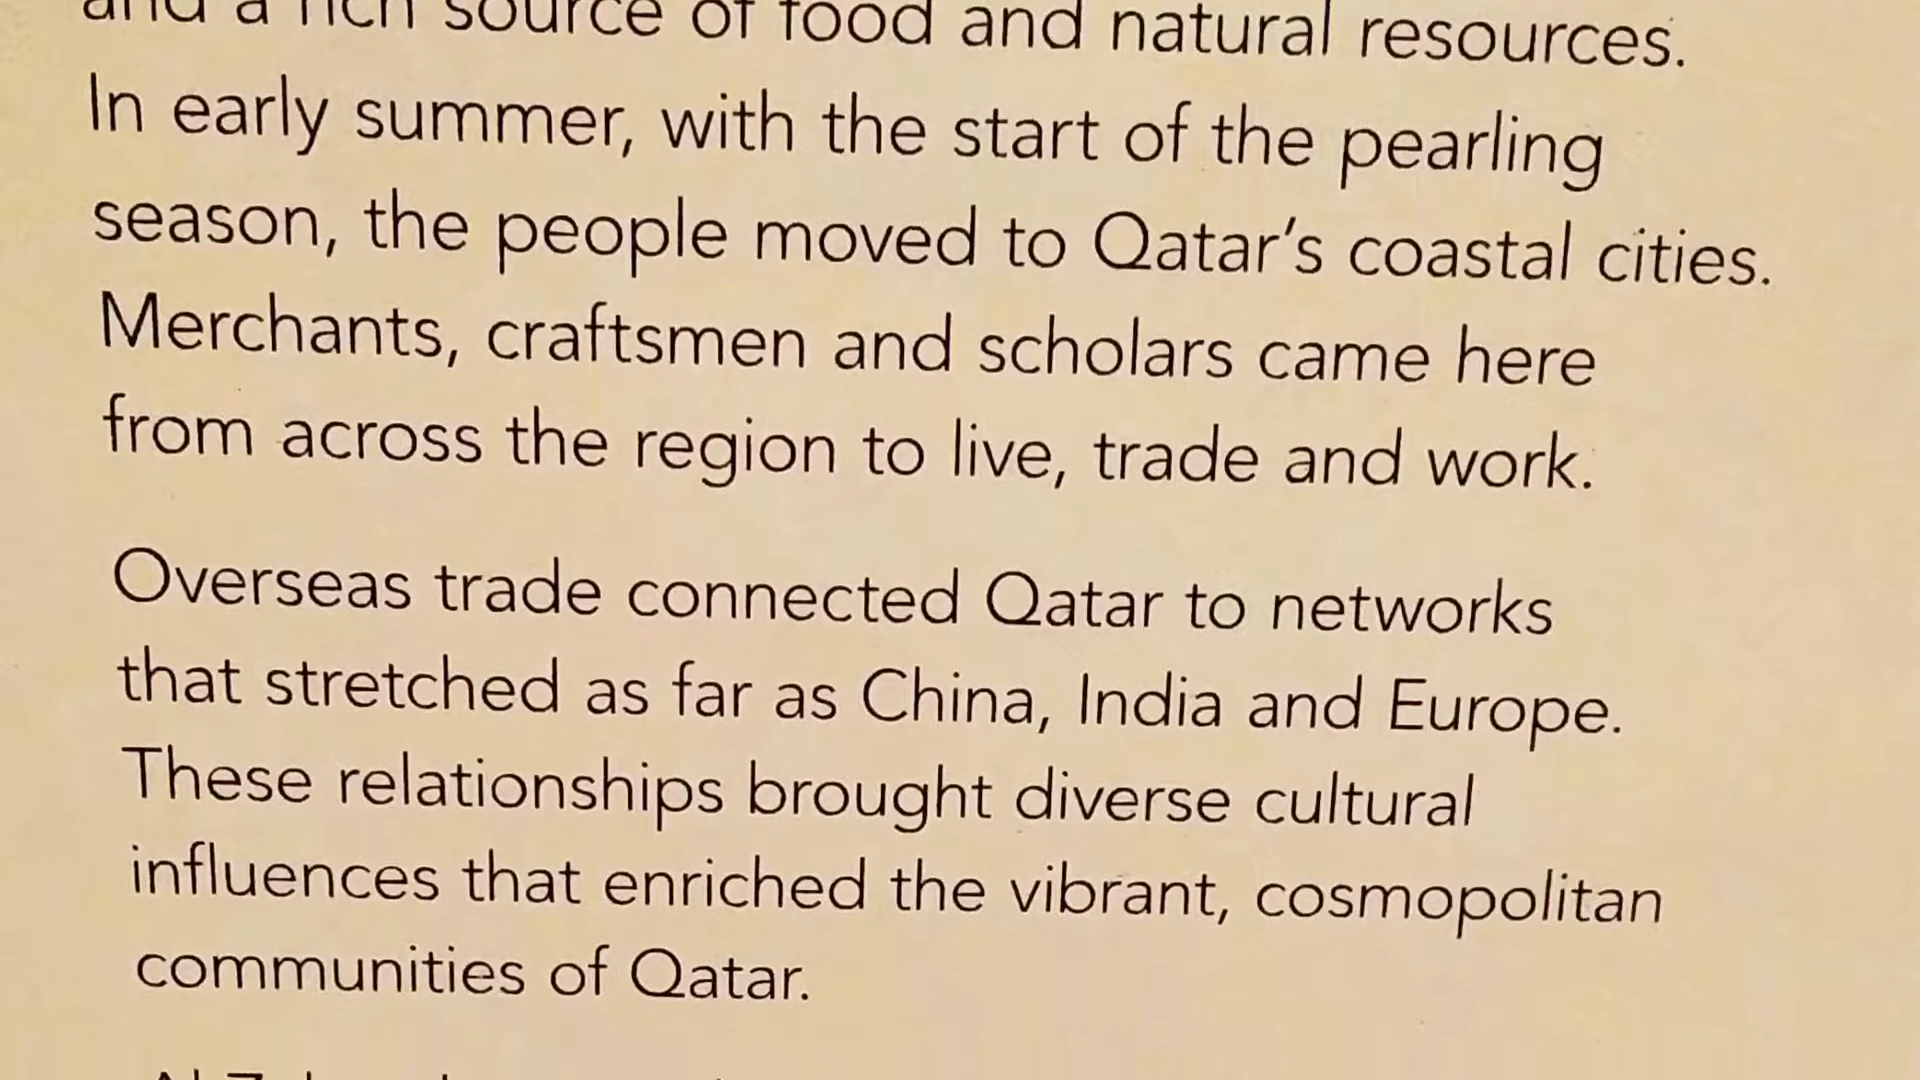 and a rich source of food and natural resources.
In early summer, with the start of the pearling
season, the people moved to Qatar's coastal cities.
Merchants, craftsmen and scholars came here
from across the region to live, trade and work.
Overseas trade connected Qatar to networks
that stretched as far as China, India and Europe.
These relationships brought diverse cultural
influences that enriched the vibrant, cosmopolitan
communities of Qatar.